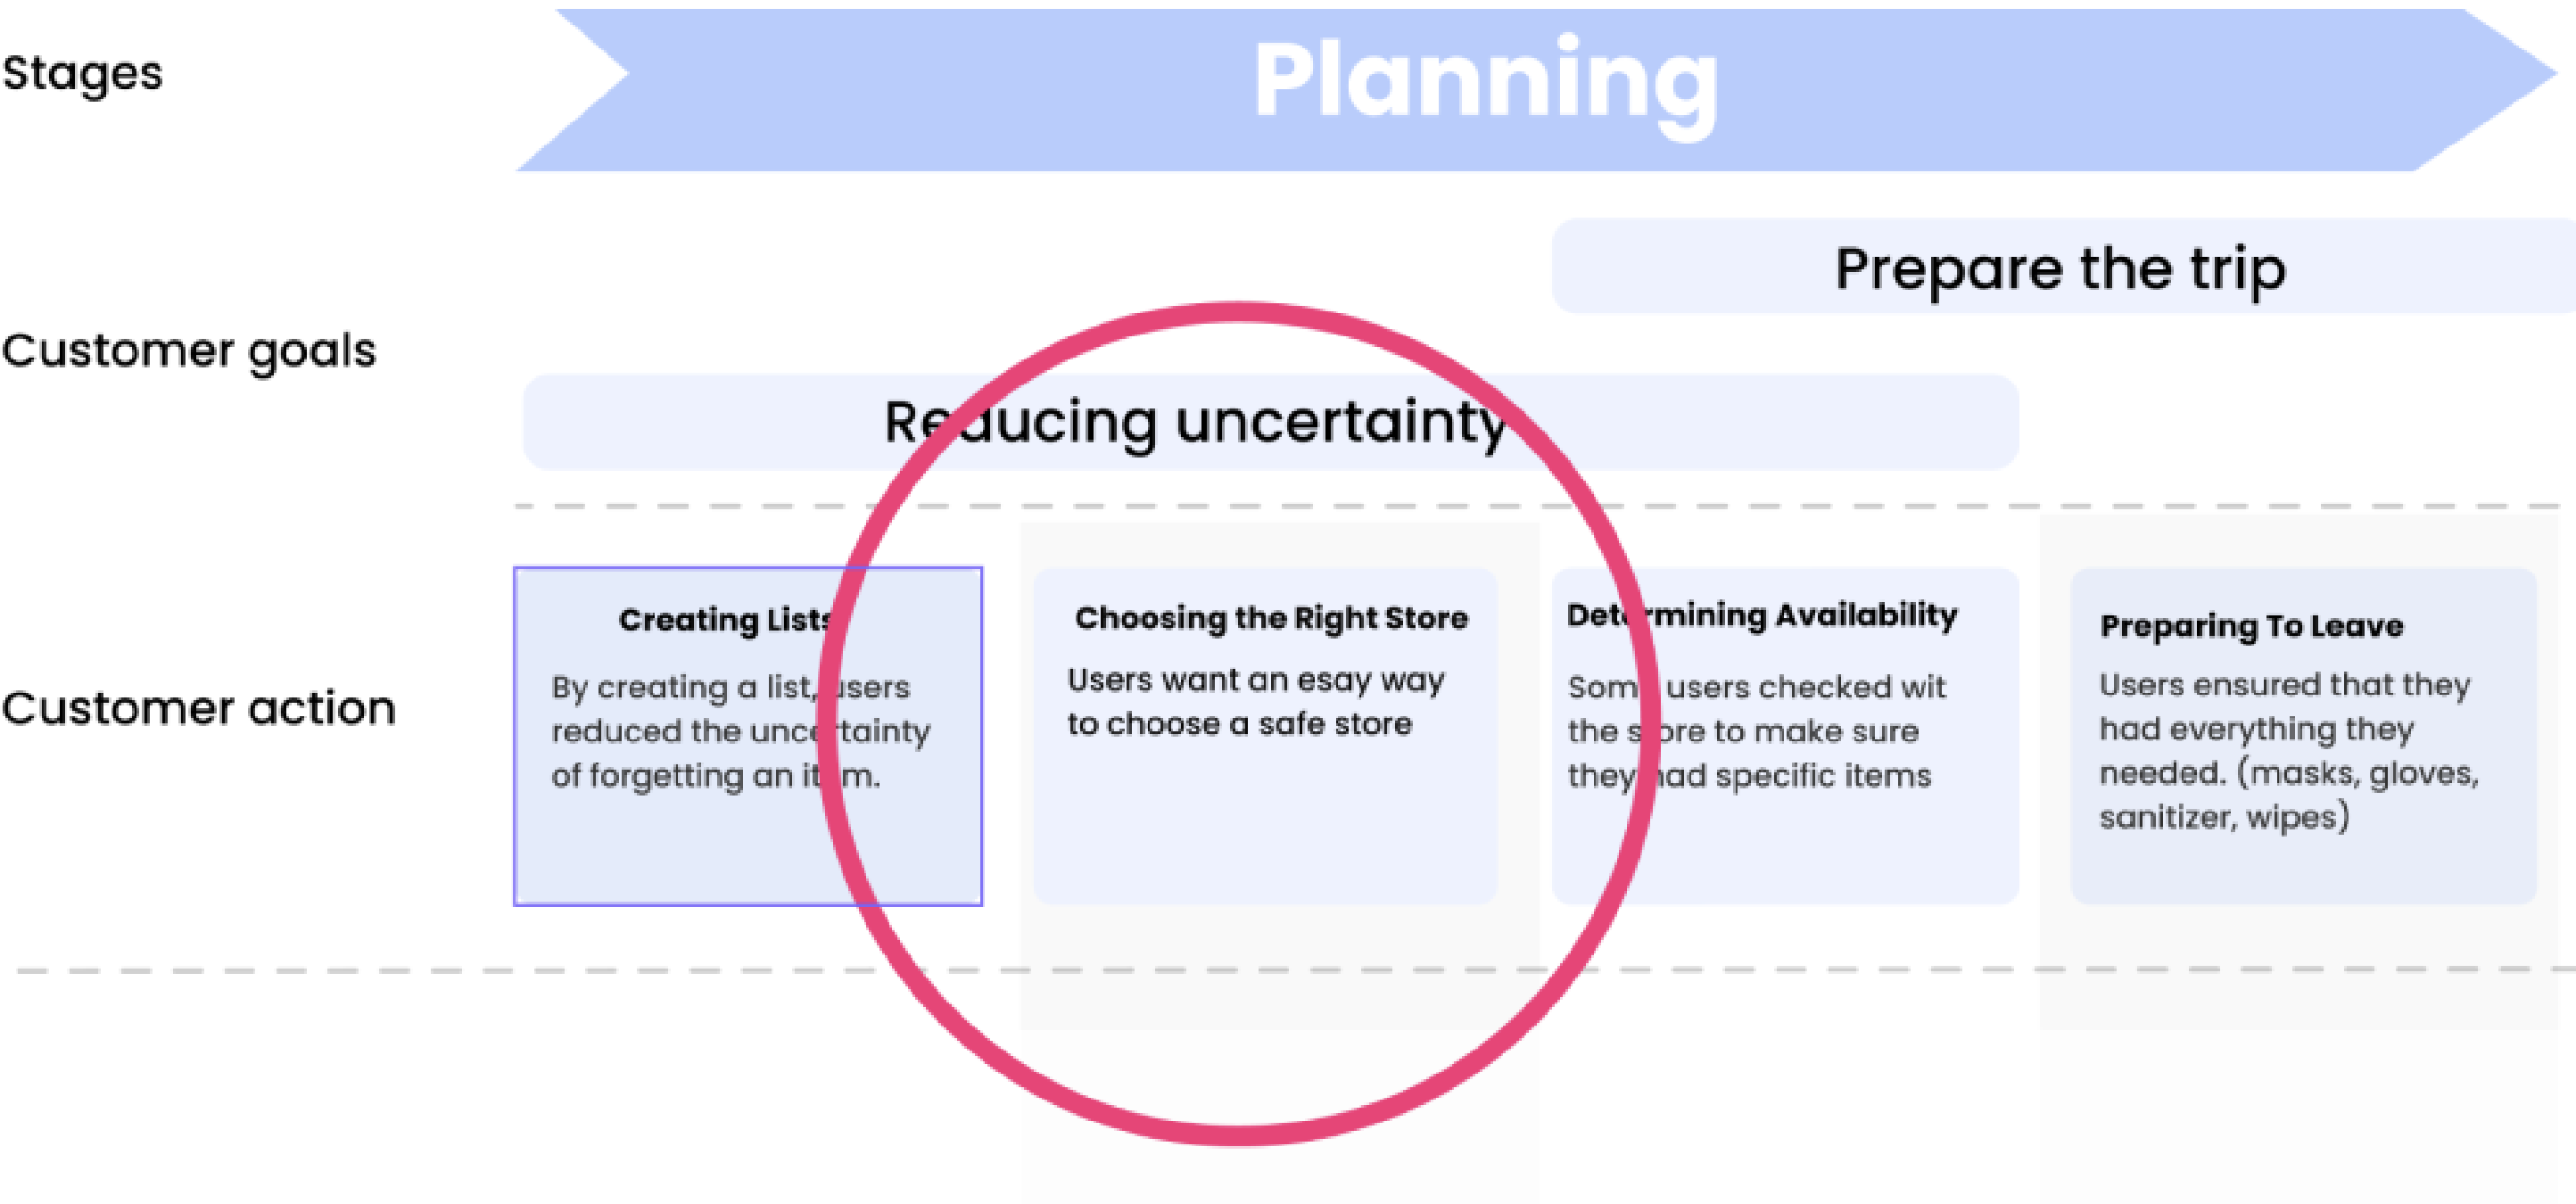 Stages
Planning
Prepare the trip
Customer goals
Reducing uncertainty
Customer action
Creating Lists
By creating a list, users
reduced the uncertainty
of forgetting an item.
Choosing the Right Store
Users want an esay way
to choose a safe store
Determining Availability
Some users checked wit
the store to make sure
they had specific items
Preparing To Leave
Users ensured that they
had everything they
needed. (masks, gloves,
sanitizer, wipes)